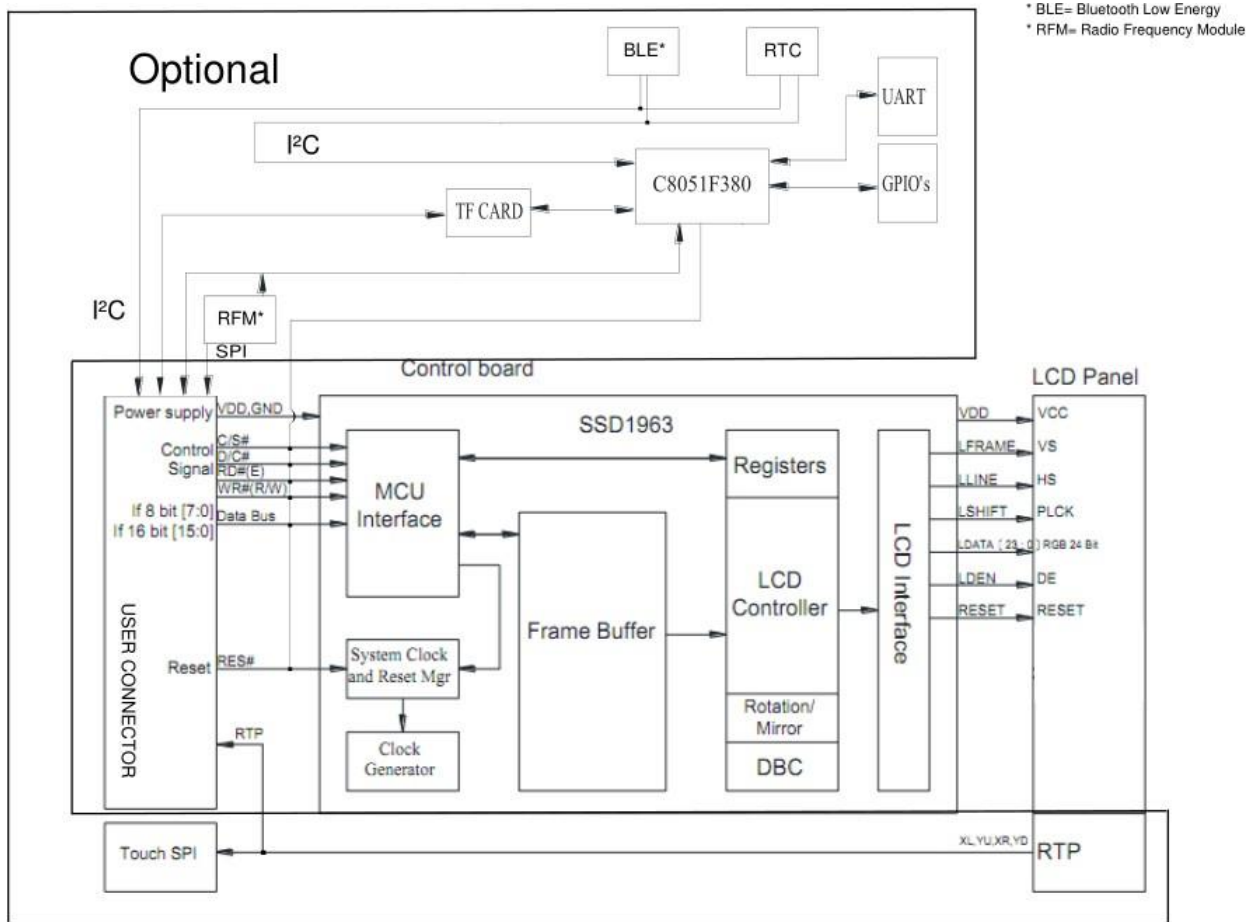 * BLE= Bluetooth Low Energy
* RFM= Radio Frequency Module
Optional
BLE*
RTC
UART
I²C
C8051F380
GPIO's
TF CARD
I²C
RFM*
SPI
Control board
LCD Panel
Power supply
VDD,GND
SSD1963
VDD
VCC
Control
Signal
C/S#
D/C#
RD#(E)
WR#(R/W)
MCU
Interface
Registers
LFRAME
VS
LLINE
HS
If 8 bit [7:0]
If 16 bit [15:0]
Data Bus
LSHIFT
PLCK
LDATA [ 23 : 0 ] RGB 24 Bit
Frame Buffer
LCD
Controller
LCD Interface
LDEN
DE
RESET
RESET
USER CONNECTOR
Reset
RES#
System Clock
and Reset Mgr
Rotation/
Mirror
RTP
Clock
Generator
DBC
Touch SPI
XL,YU,XR,YD
RTP